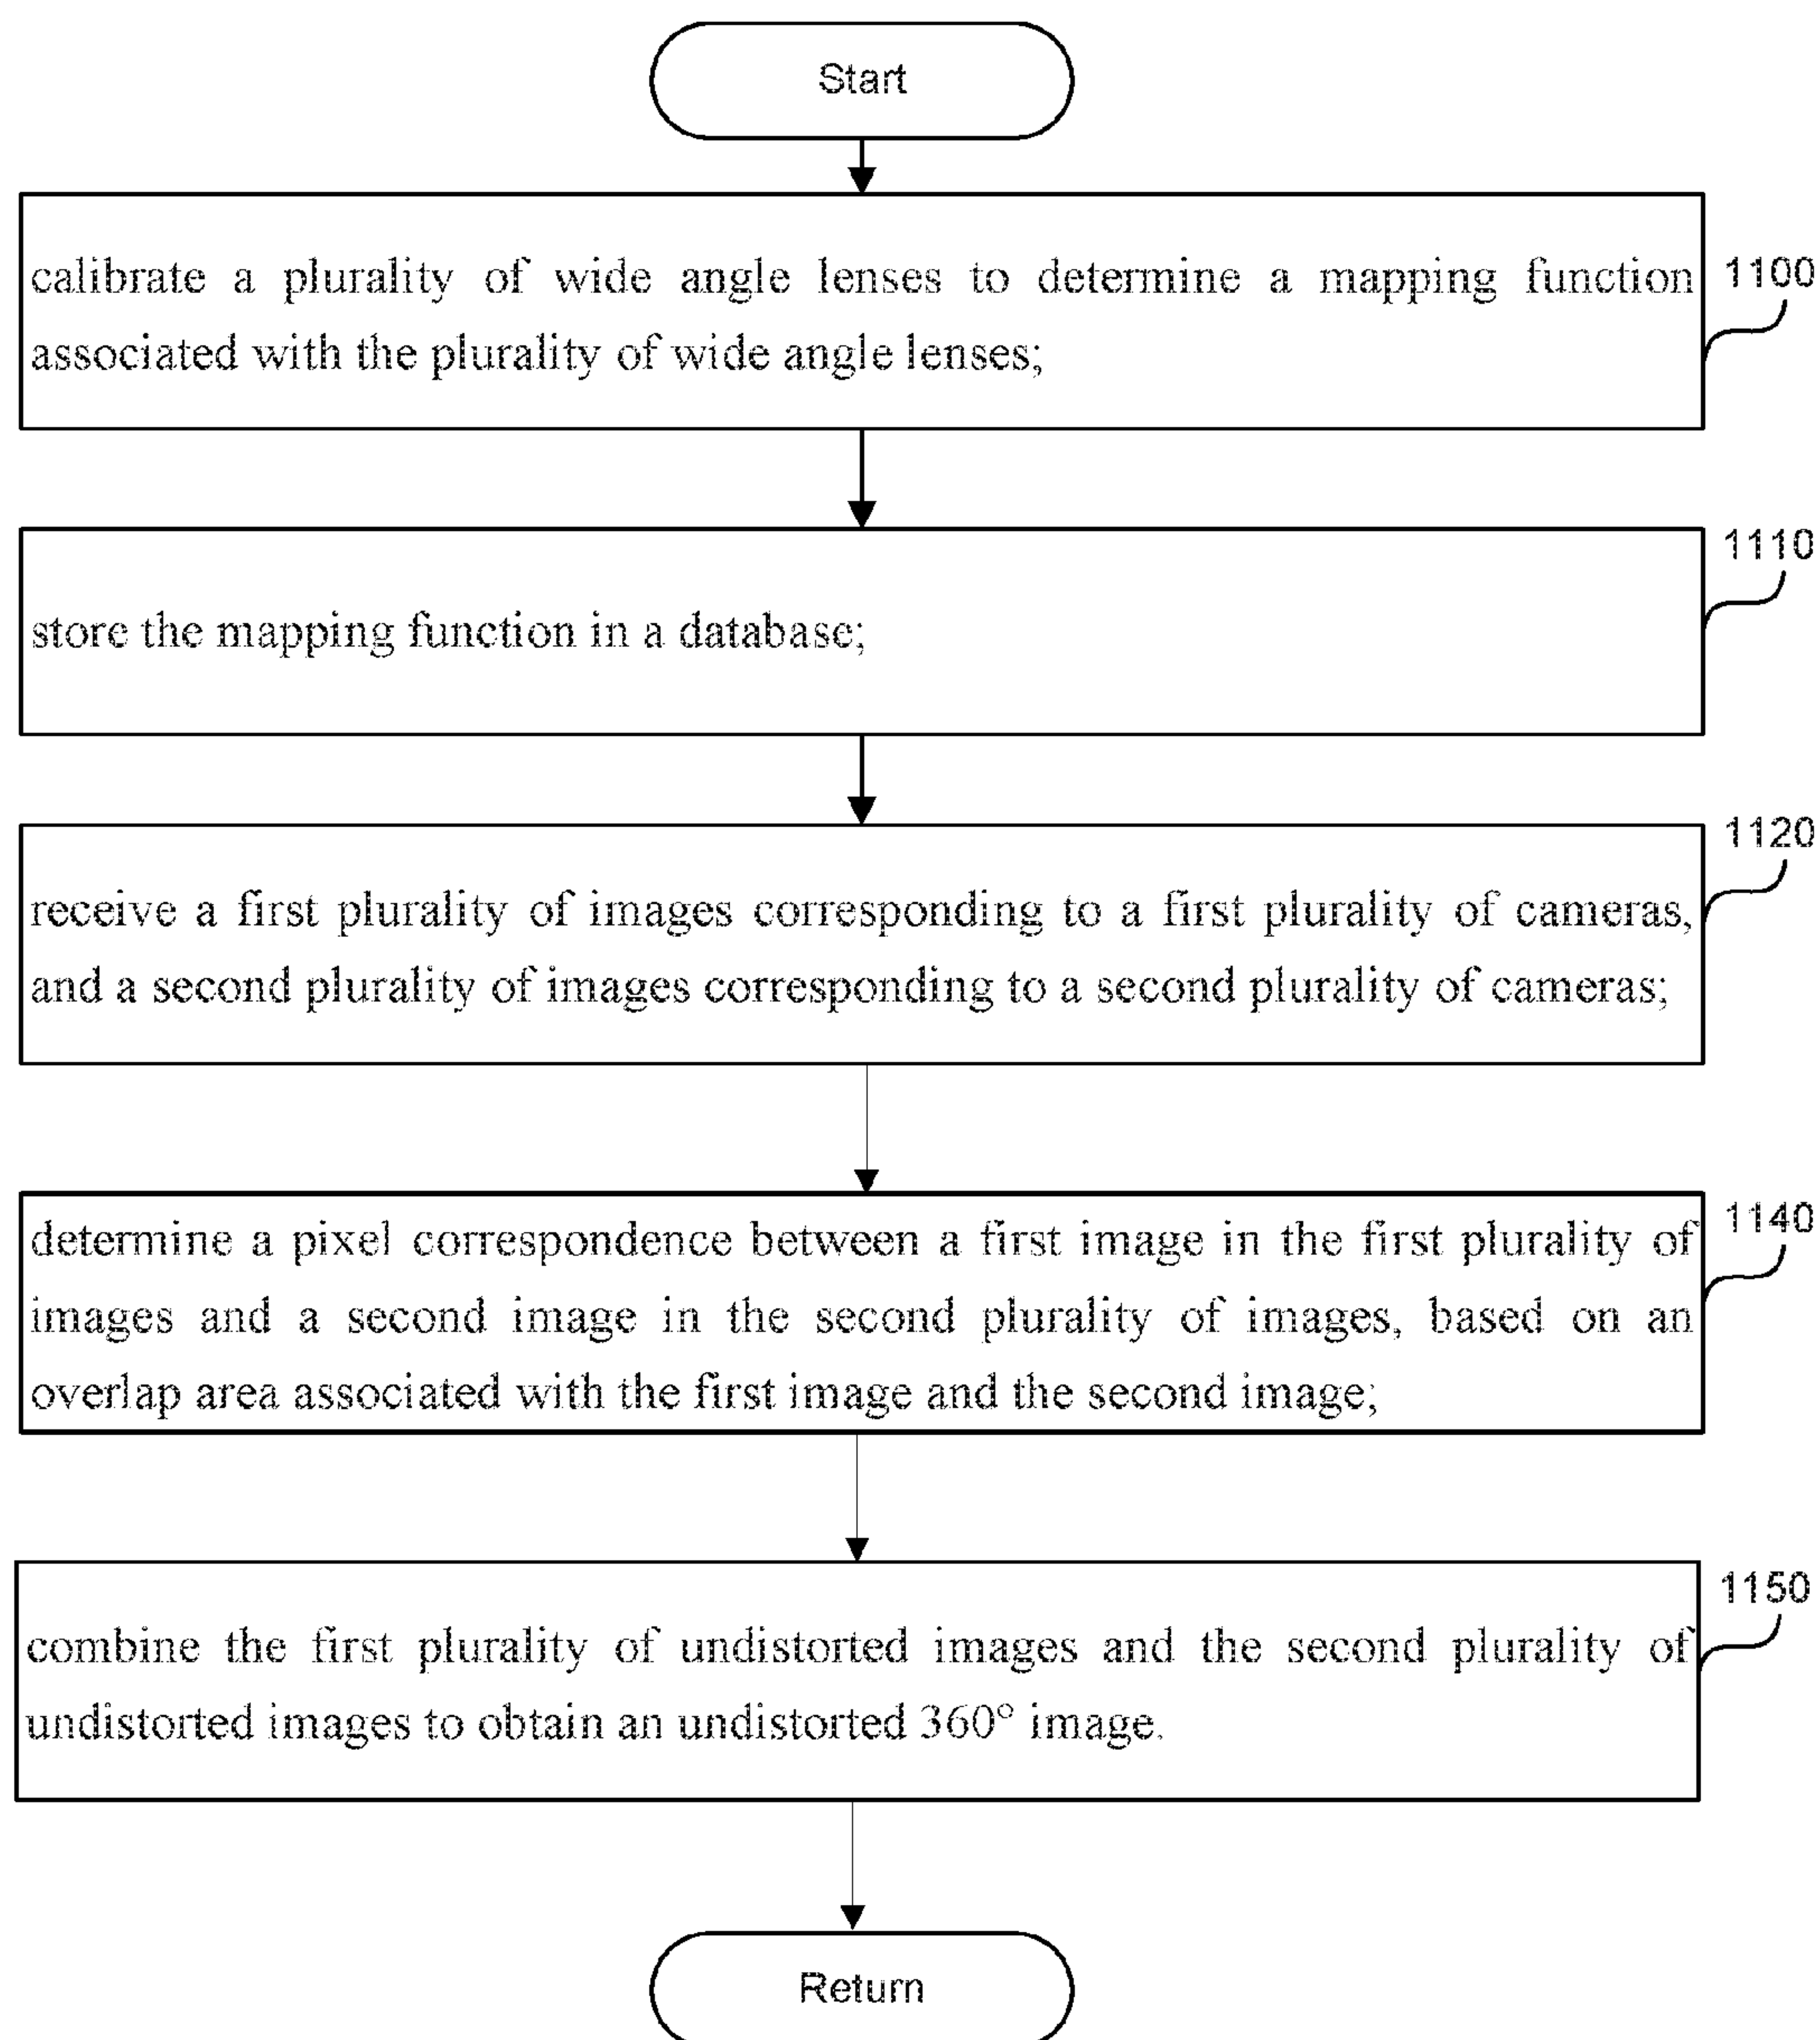 Start
calibrate a plurality of wide angle lenses to determine a mapping function
associated with the plurality of wide angle lenses;
1100
store the mapping function in a database;
1110
receive a first plurality of images corresponding to a first plurality of cameras,
and a second plurality of images corresponding to a second plurality of cameras;
1120
determine a pixel correspondence between a first image in the first plurality of
images and a second image in the second plurality of images, based on an
overlap area associated with the first image and the second image;
1140
combine the first plurality of undistorted images and the second plurality of
undistorted images to obtain an undistorted 360° image.
1150
Return